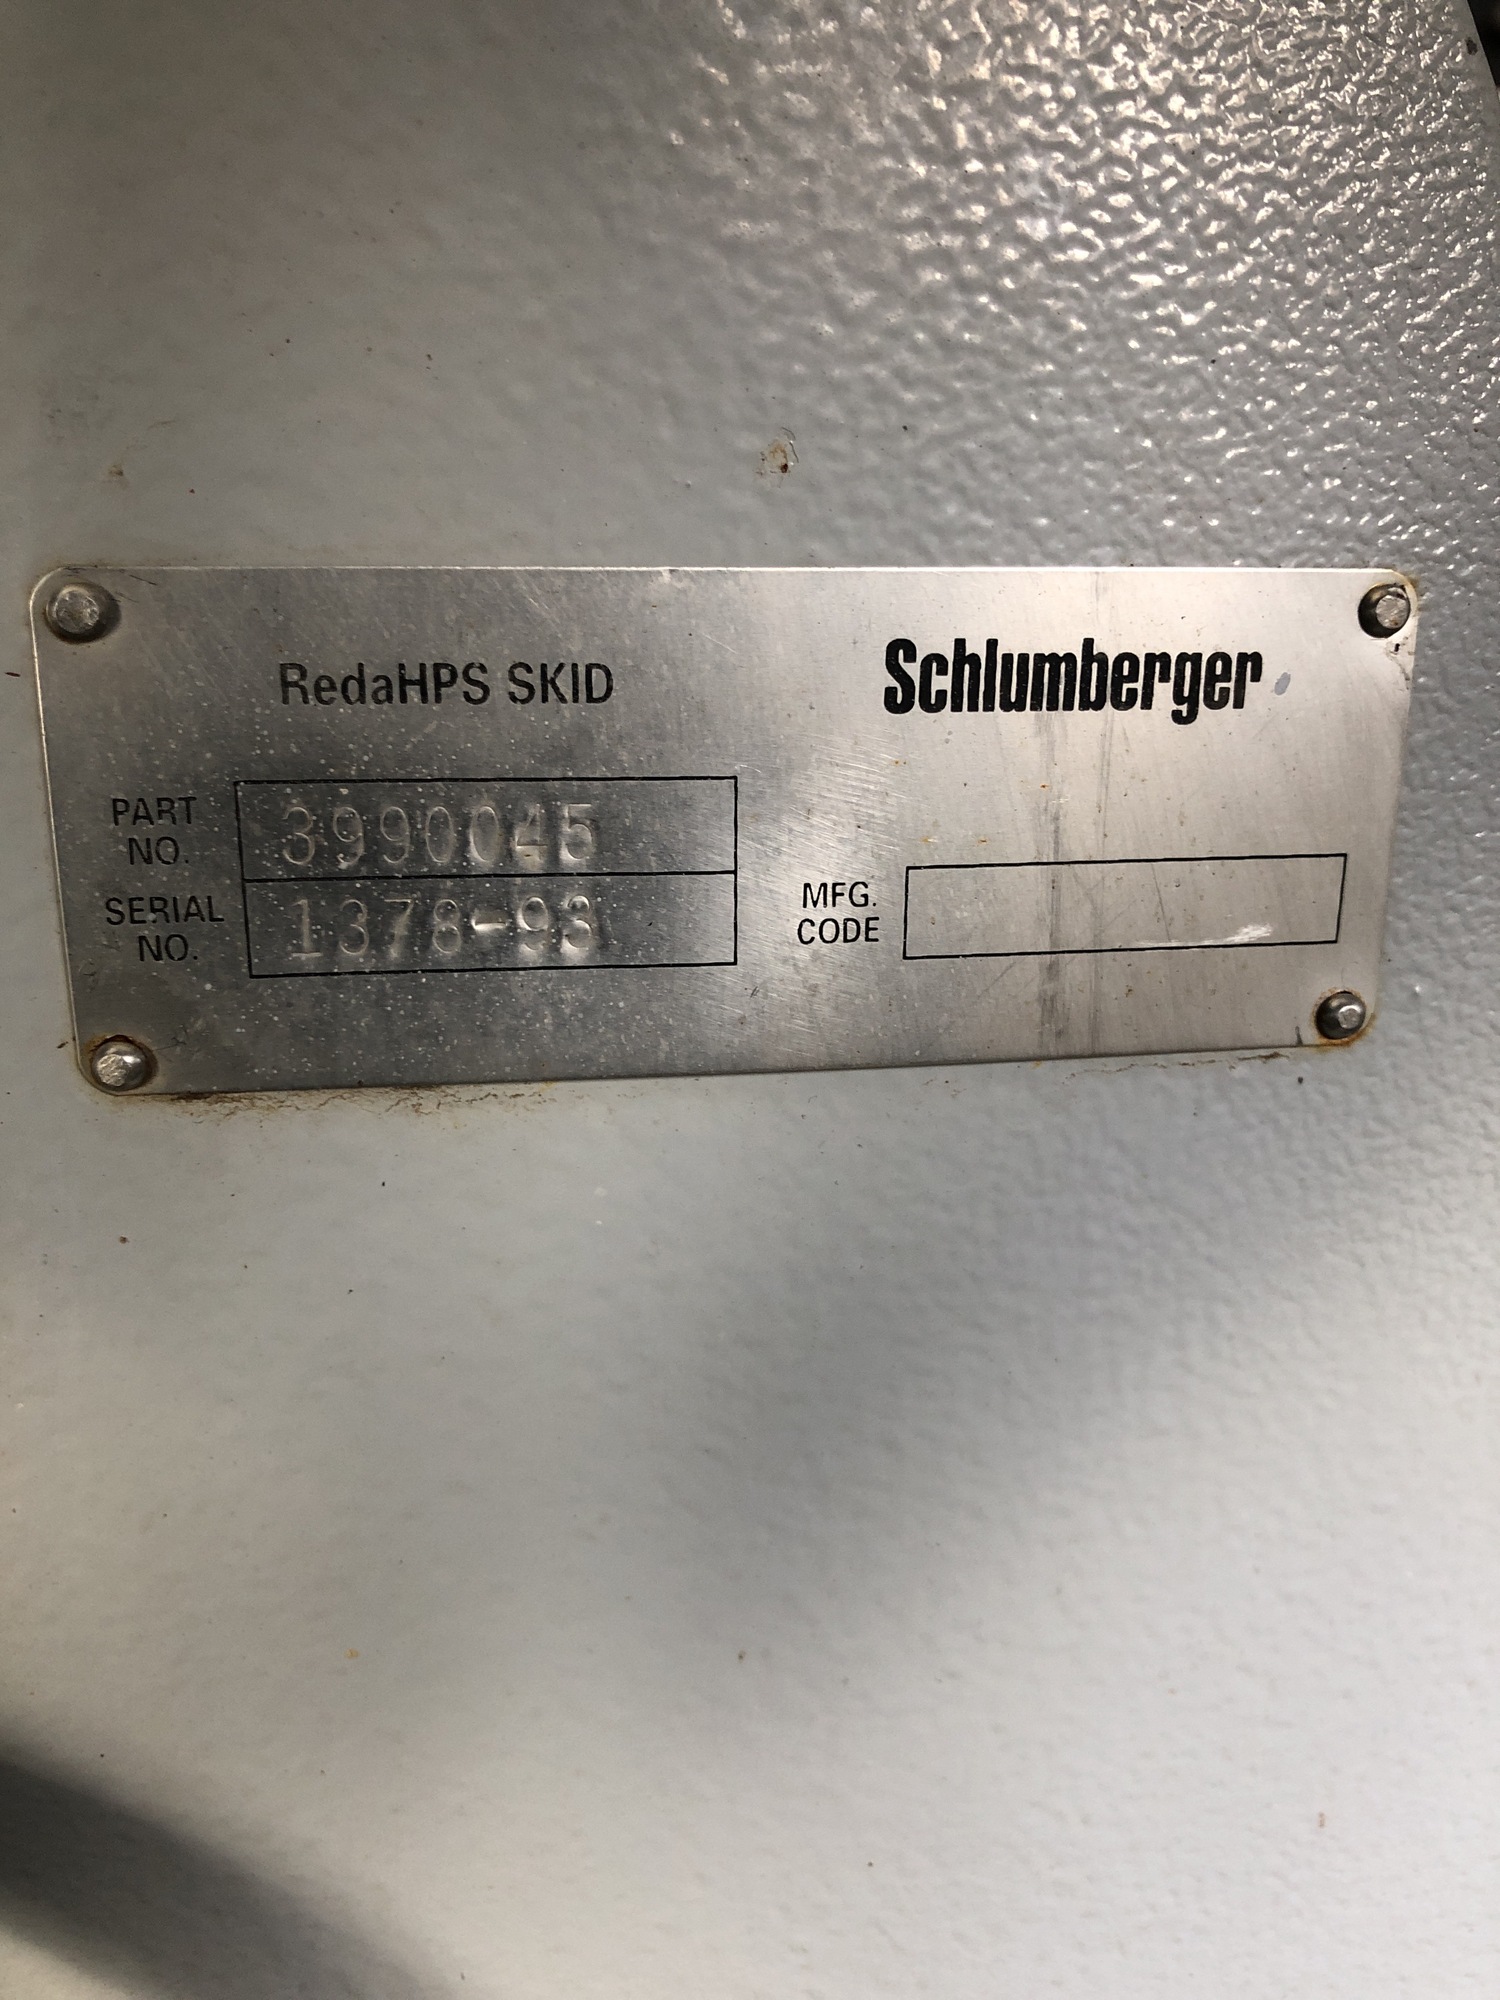 RedaHPS SKID
Schlumberger
PART NO. 3990045
SERIAL NO. 1378-93
MFG. CODE